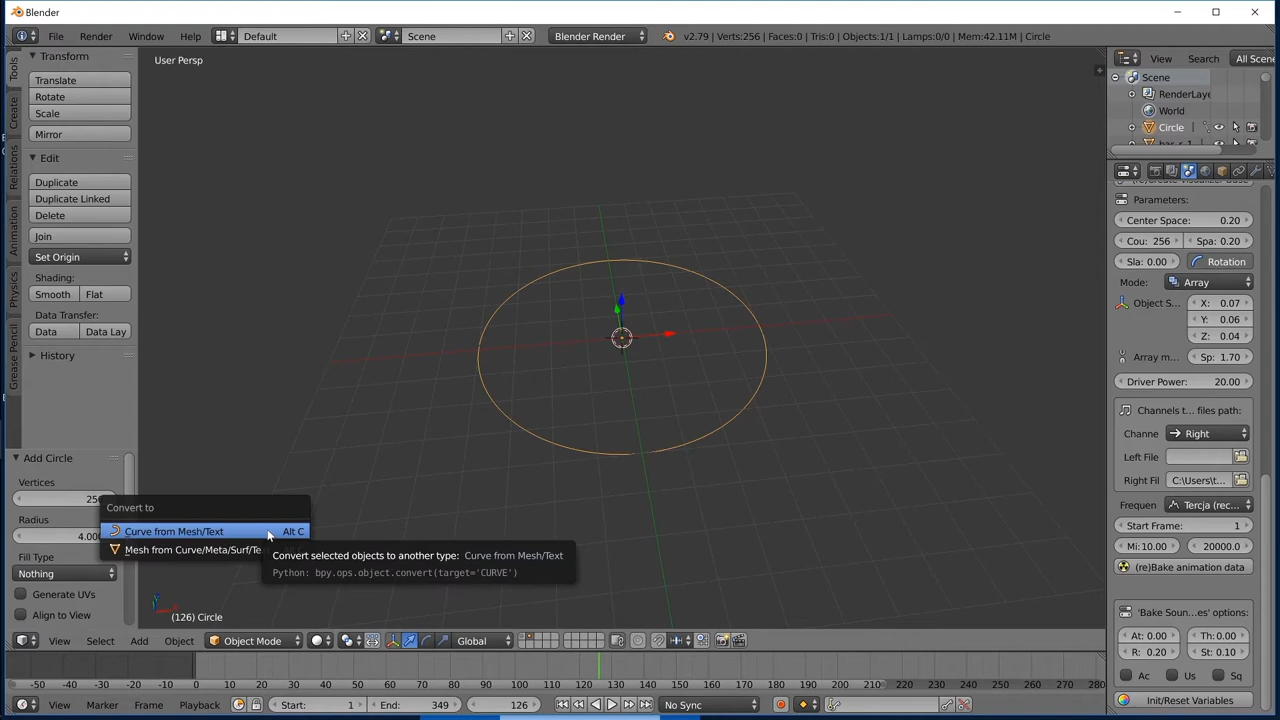 Blender
File Render Window Help Default Scene Blender Render v2.79 | Verts:256 | Faces:0 | Tris:0 | Objects:1/1 | Lamps:0/0 | Mem:42.11M | Circle
Tools
Create
Relations
Animation
Physics
Grease Pencil
Transform
Translate
Rotate
Scale
Mirror
Edit
Duplicate
Duplicate Linked
Delete
Join
Set Origin
Shading:
Smooth Flat
Data Transfer:
Data Data Lay
History
Add Circle
Vertices
25
Radius
4.00
Fill Type
Nothing
Generate UVs
Align to View
User Persp
Convert to
Curve from Mesh/Text Alt C
Mesh from Curve/Meta/Surf/Te
Convert selected objects to another type: Curve from Mesh/Text
Python: bpy.ops.object.convert(target='CURVE')
(126) Circle
View Select Add Object Object Mode Global
-50 -40 -30 -20 -10 0 10 20 30 40 50 60 70 80 90 100 110 120 130 140 150 160 170 180 190 200 210 220 230 240 250 260 270 280
View Marker Frame Playback Start: 1 End: 349 126 No Sync
View Search All Scene
Scene
RenderLaye
World
Circle
Parameters:
Center Space: 0.20
Cou: 256 Spa: 0.20
Sla: 0.00 Rotation
Mode: Array
Object S... X: 0.07
Y: 0.06
Z: 0.04
Array m... Sp: 1.70
Driver Power: 20.00
Channels t... files path:
Channe Right
Left File
Right Fil C:\Users\t...
Frequen Tercja (rec...
Start Frame: 1
Mi: 10.00 20000.0
(re)Bake animation data
'Bake Soun...es' options:
At: 0.00 Th: 0.00
R: 0.20 St: 0.10
Ac Us Sq
Init/Reset Variables